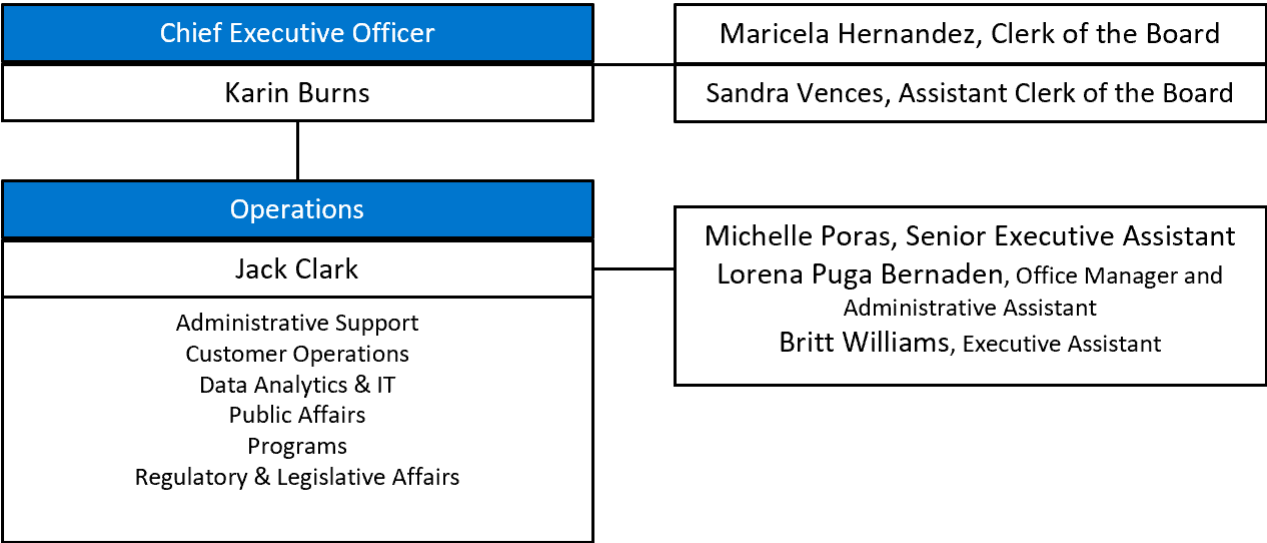 Chief Executive Officer
Karin Burns
Maricela Hernandez, Clerk of the Board
Sandra Vences, Assistant Clerk of the Board
Operations
Jack Clark
Administrative Support
Customer Operations
Data Analytics & IT
Public Affairs
Programs
Regulatory & Legislative Affairs
Michelle Poras, Senior Executive Assistant
Lorena Puga Bernaden, Office Manager and
Administrative Assistant
Britt Williams, Executive Assistant